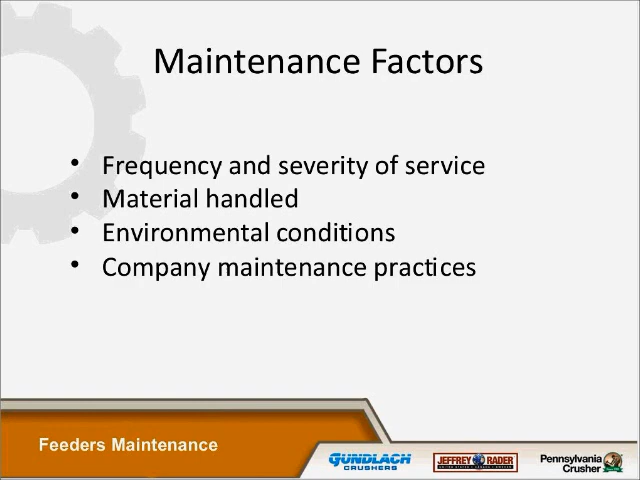 Maintenance Factors
• Frequency and severity of service
• Material handled
• Environmental conditions
• Company maintenance practices
Feeders Maintenance
GUNDLACH
CRUSHERS
JEFFREY RADER
Pennsylvania
Crusher